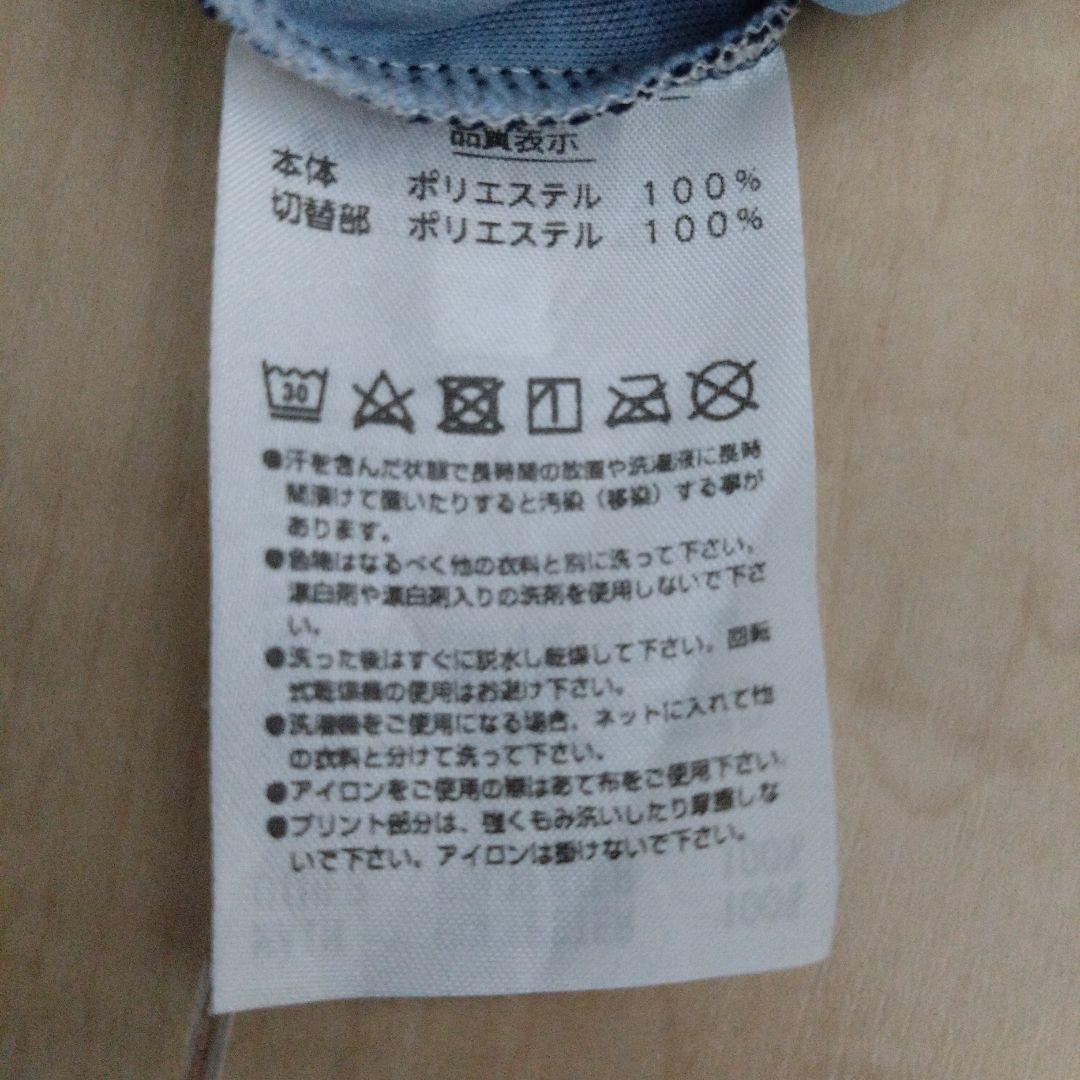 品質表示
本体 ポリエステル 100%
切替部 ポリエステル 100%
30
●汗を含んだ状態で長時間の放置や洗濯液に長時
間漬けて置いたりすると汚染（移染）する事が
あります。
●色物はなるべく他の衣料と別に洗って下さい。
漂白剤や漂白剤入りの洗剤を使用しないで下さ
い。
●洗った後はすぐに脱水し乾燥して下さい。回転
式乾燥機の使用はお避け下さい。
●洗濯機をご使用になる場合、ネットに入れて他
の衣料と分けて洗って下さい。
●アイロンをご使用の際はあて布をご使用下さい。
●プリント部分は、強くもみ洗いしたり摩擦しな
いで下さい。アイロンは掛けないで下さい。